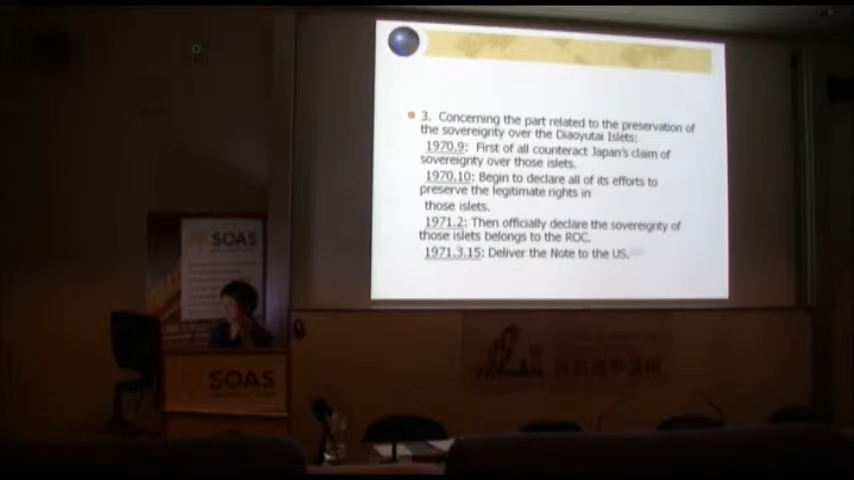 3. Concerning the part related to the preservation of
the sovereignty over the Diaoyutai Islets:
1970.9: First of all counteract Japan's claim of
sovereignty over those islets.
1970.10: Begin to declare all of its efforts to
preserve the legitimate rights in
those islets.
1971.2: Then officially declare the sovereignty of
those islets belongs to the ROC.
1971.3.15: Deliver the Note to the US.
SOAS
SOAS